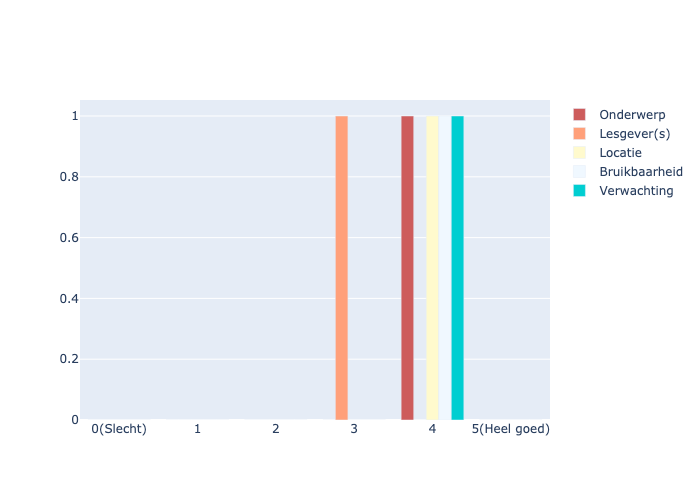 1
0.8
0.6
0.4
0.2
0
0(Slecht)
1
2
3
4
5(Heel goed)
Onderwerp
Lesgever(s)
Locatie
Bruikbaarheid
Verwachting